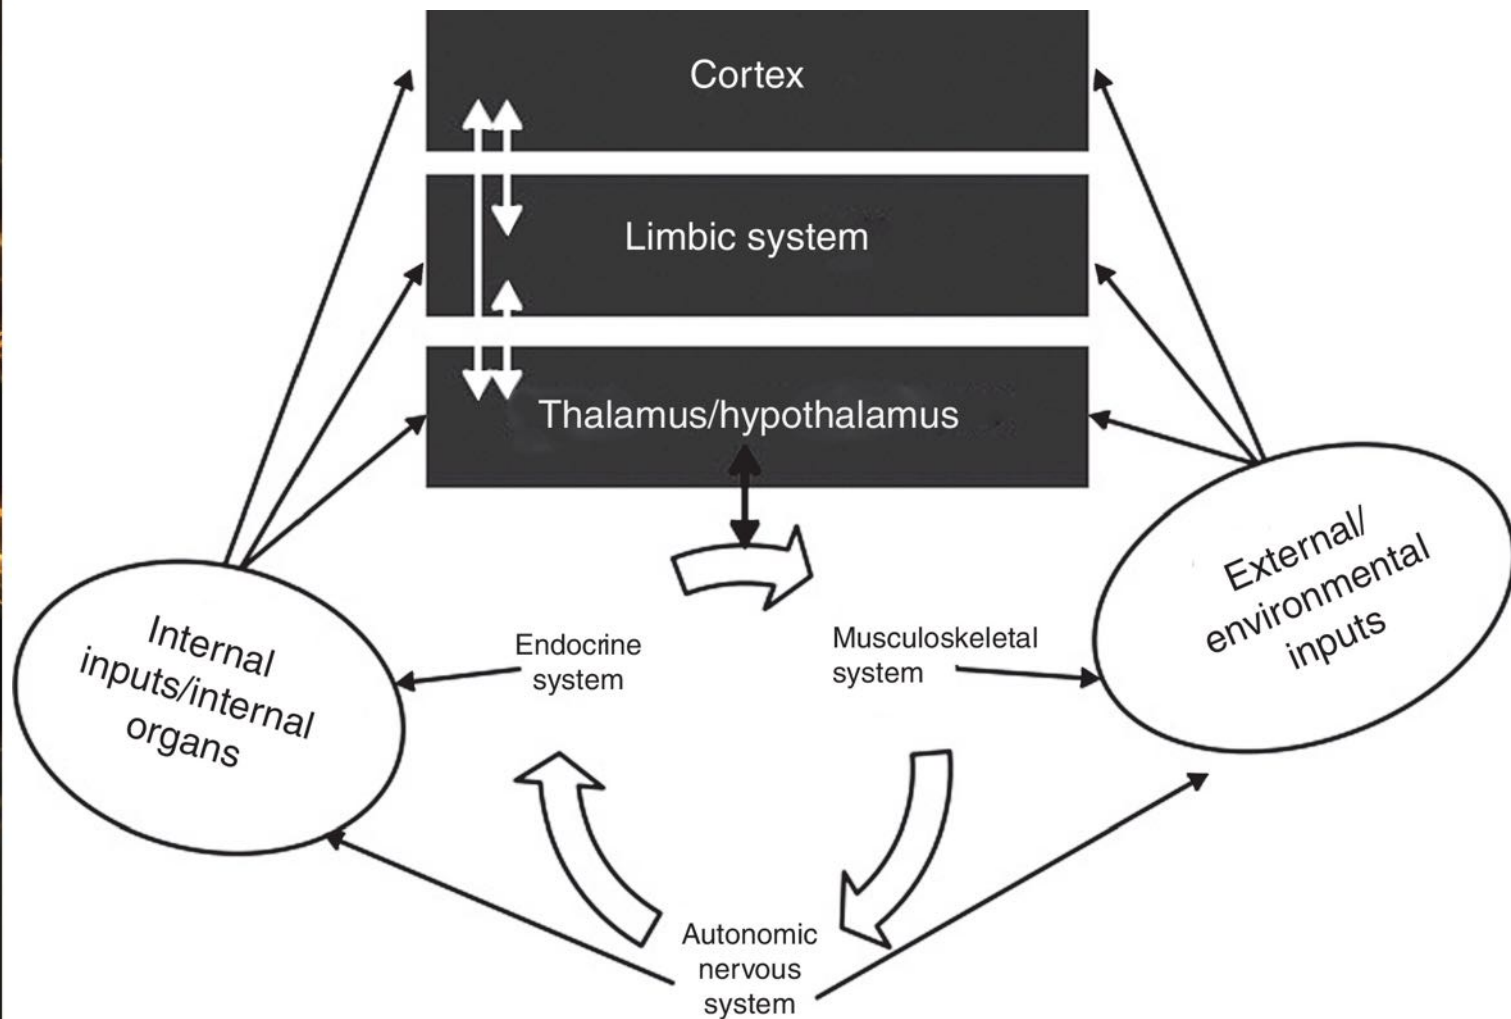 Cortex
Limbic system
Thalamus/hypothalamus
Internal
inputs/internal
organs
Endocrine
system
Musculoskeletal
system
External/
environmental
inputs
Autonomic
nervous
system